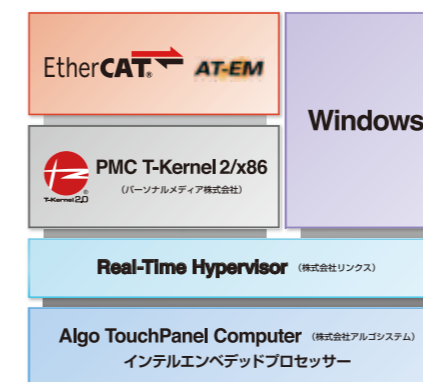 EtherCAT® AT-EM
Windows
PMC T-Kernel 2/x86
(パーソナルメディア株式会社)
T-Kernel 2.0 ®
Real-Time Hypervisor (株式会社リンクス)
Algo TouchPanel Computer (株式会社アルゴシステム)
インテルエンベデッドプロセッサー